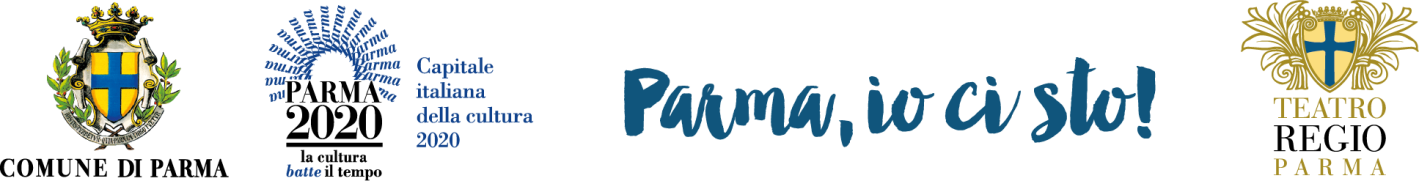 COMUNE DI PARMA
PARMA
2020
la cultura
batte il tempo
Capitale
italiana
della cultura
2020
Parma, io ci sto!
TEATRO
REGIO
PARMA